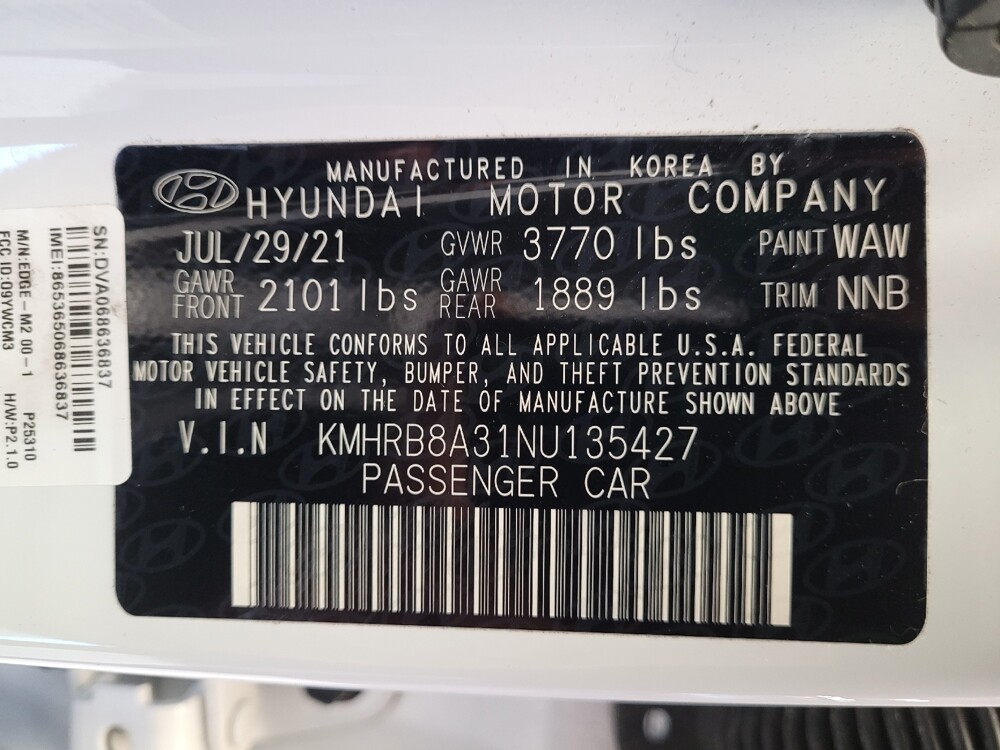 MANUFACTURED IN KOREA BY
HYUNDAI MOTOR COMPANY
JUL/29/21 GVWR 3770 lbs PAINT WAW
GAWR FRONT 2101 lbs GAWR REAR 1889 lbs TRIM NNB
THIS VEHICLE CONFORMS TO ALL APPLICABLE U.S.A. FEDERAL
MOTOR VEHICLE SAFETY, BUMPER, AND THEFT PREVENTION STANDARDS
IN EFFECT ON THE DATE OF MANUFACTURE SHOWN ABOVE
V.I.N KMHRB8A31NU135427
PASSENGER CAR
SN:DVA068636837
IMEI:865365068636837
M/N:EDGE-M2 00-1 P25310
FCC ID:09YWCM3 H/W:P2.1.0